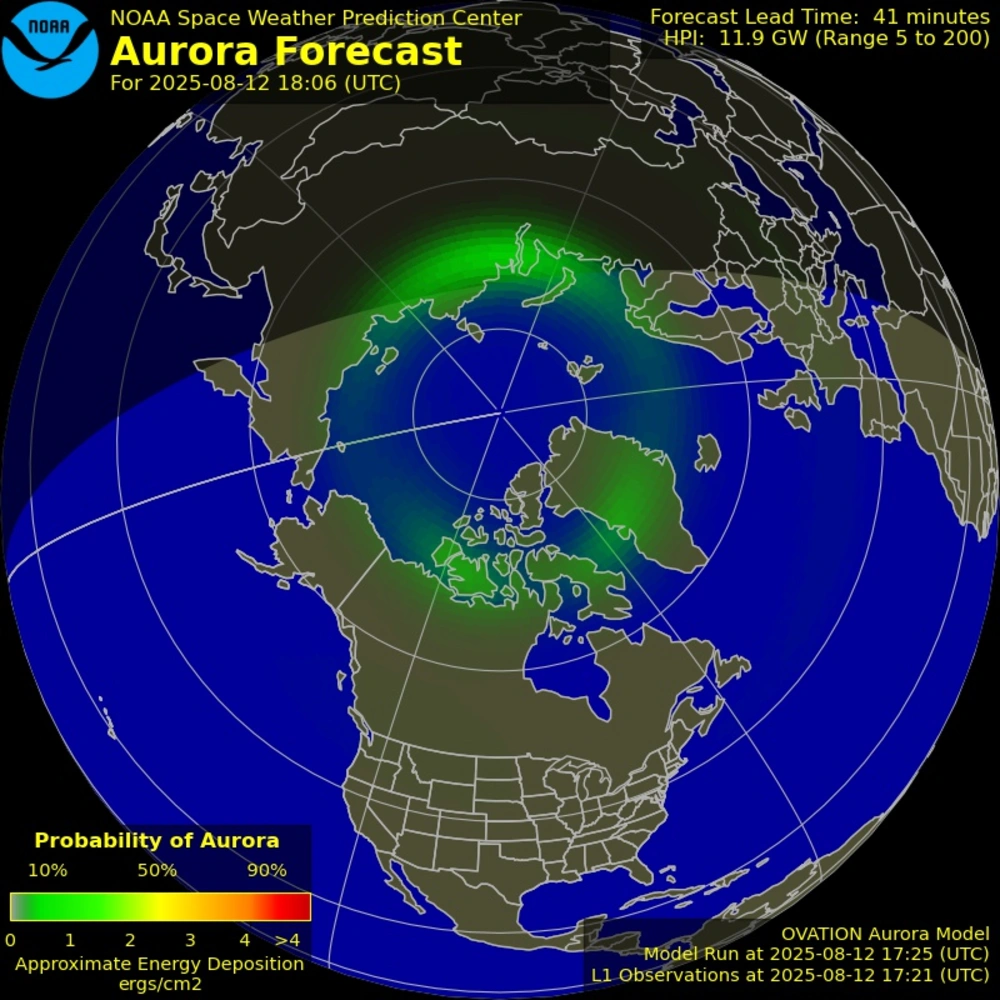 NOAA
NOAA Space Weather Prediction Center
Aurora Forecast
For 2025-08-12 18:06 (UTC)
Forecast Lead Time: 41 minutes
HPI: 11.9 GW (Range 5 to 200)
Probability of Aurora
10% 50% 90%
0 1 2 3 4 >4
Approximate Energy Deposition
ergs/cm2
OVATION Aurora Model
Model Run at 2025-08-12 17:25 (UTC)
L1 Observations at 2025-08-12 17:21 (UTC)